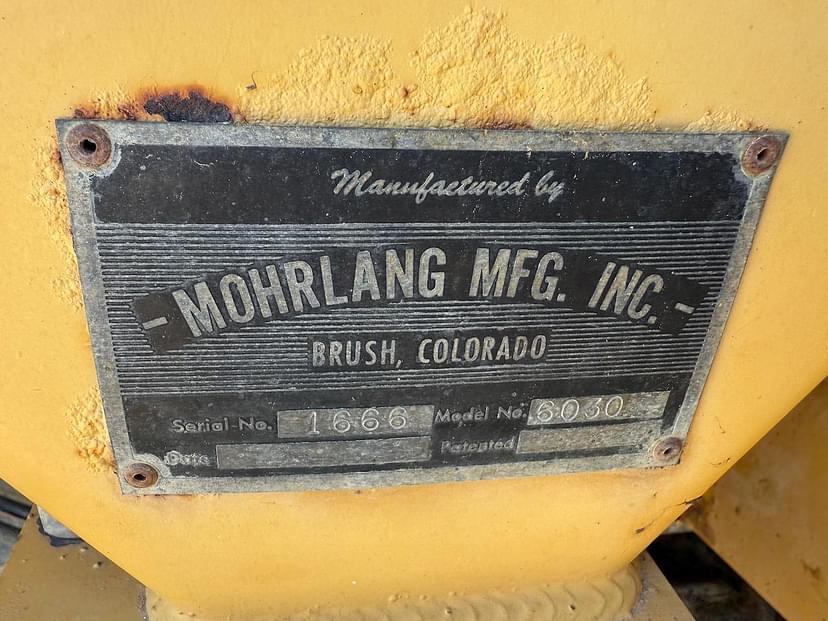 Manufactured by
- MOHRLANG MFG. INC. -
BRUSH, COLORADO
Serial No. 1666 Model No. 6030
Date Patented